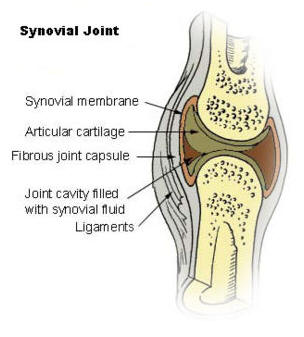 Synovial Joint
Synovial membrane
Articular cartilage
Fibrous joint capsule
Joint cavity filled
with synovial fluid
Ligaments